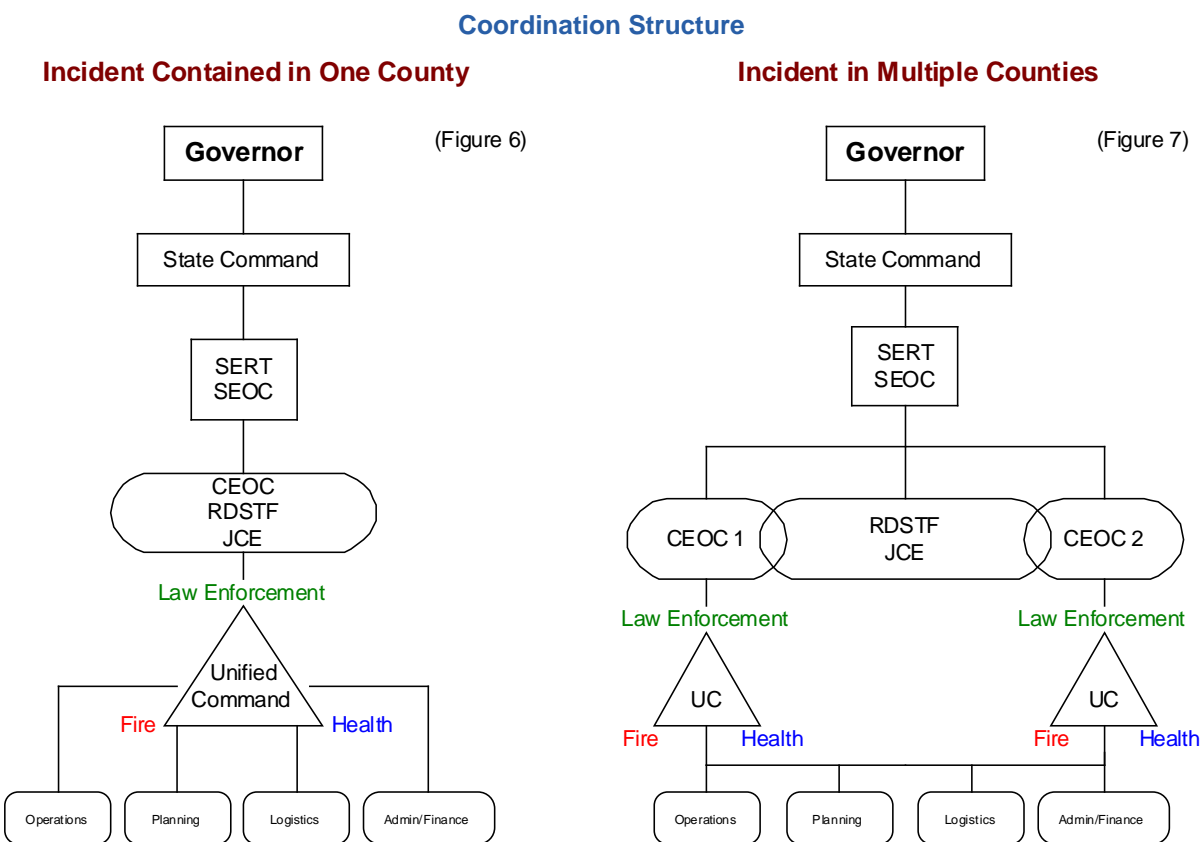 Coordination Structure
Incident Contained in One County
(Figure 6)
Governor
State Command
SERT
SEOC
CEOC
RDSTF
JCE
Law Enforcement
Unified
Command
Fire
Health
Operations
Planning
Logistics
Admin/Finance
Incident in Multiple Counties
(Figure 7)
Governor
State Command
SERT
SEOC
CEOC 1
RDSTF
JCE
CEOC 2
Law Enforcement
Law Enforcement
UC
UC
Fire
Health
Fire
Health
Operations
Planning
Logistics
Admin/Finance